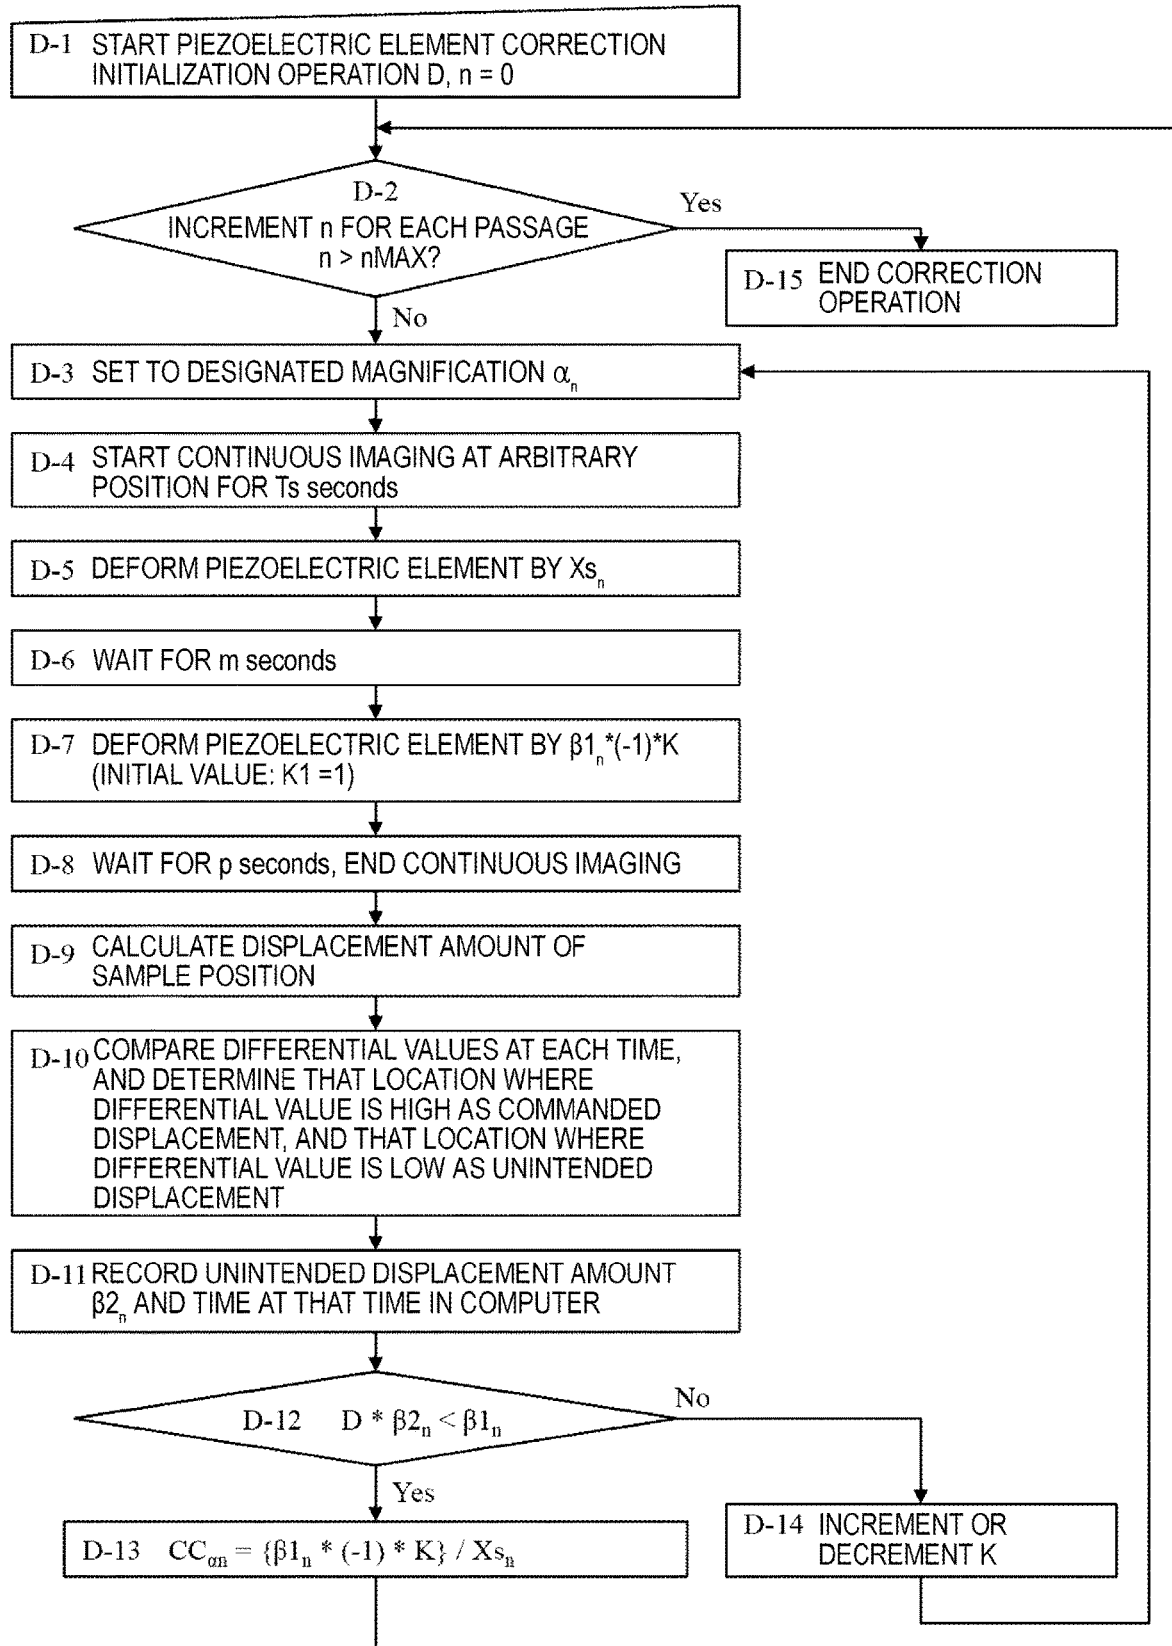 D-1 START PIEZOELECTRIC ELEMENT CORRECTION
INITIALIZATION OPERATION D, n = 0
D-2
INCREMENT n FOR EACH PASSAGE
n > nMAX?
Yes
D-15 END CORRECTION
OPERATION
No
D-3 SET TO DESIGNATED MAGNIFICATION αₙ
D-4 START CONTINUOUS IMAGING AT ARBITRARY
POSITION FOR Ts seconds
D-5 DEFORM PIEZOELECTRIC ELEMENT BY Xsₙ
D-6 WAIT FOR m seconds
D-7 DEFORM PIEZOELECTRIC ELEMENT BY β1ₙ*(-1)*K
(INITIAL VALUE: K1 =1)
D-8 WAIT FOR p seconds, END CONTINUOUS IMAGING
D-9 CALCULATE DISPLACEMENT AMOUNT OF
SAMPLE POSITION
D-10 COMPARE DIFFERENTIAL VALUES AT EACH TIME,
AND DETERMINE THAT LOCATION WHERE
DIFFERENTIAL VALUE IS HIGH AS COMMANDED
DISPLACEMENT, AND THAT LOCATION WHERE
DIFFERENTIAL VALUE IS LOW AS UNINTENDED
DISPLACEMENT
D-11 RECORD UNINTENDED DISPLACEMENT AMOUNT
β2ₙ AND TIME AT THAT TIME IN COMPUTER
D-12 D * β2ₙ < β1ₙ
No
Yes
D-13 CCαn = {β1ₙ * (-1) * K} / Xsₙ
D-14 INCREMENT OR
DECREMENT K